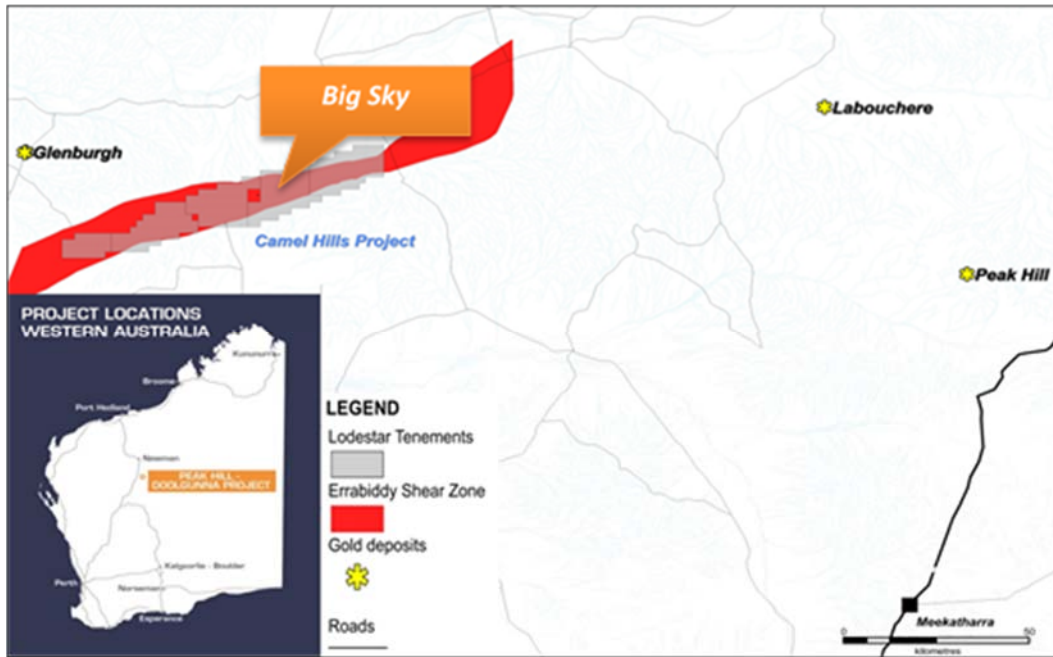 Big Sky
Labouchere
Glenburgh
Camel Hills Project
Peak Hill
PROJECT LOCATIONS
WESTERN AUSTRALIA
Kununurra
Broome
Port Hedland
Newman
PEAK HILL -
DOOLGUNNA PROJECT
Kalgoorlie - Boulder
Perth
Norseman
Esperance
LEGEND
Lodestar Tenements
Errabiddy Shear Zone
Gold deposits
Roads
Meekatharra
0 50
kilometres